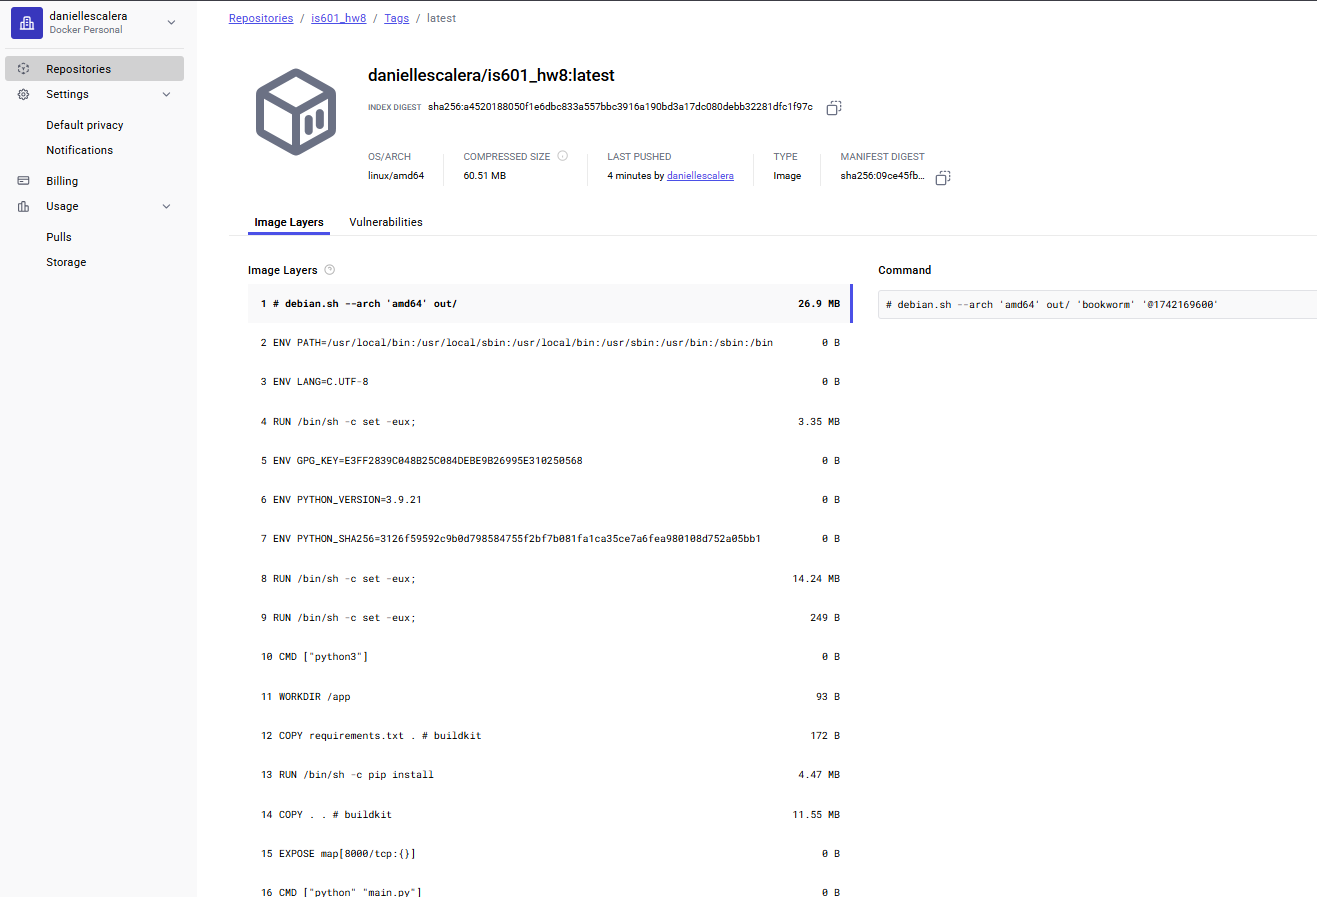 daniellescalera
Docker Personal
Repositories
Settings
Default privacy
Notifications
Billing
Usage
Pulls
Storage
Repositories / is601_hw8 / Tags / latest
daniellescalera/is601_hw8:latest
INDEX DIGEST sha256:a4520188050f1e6dbc833a557bbc3916a190bd3a17dc080debb32281dfc1f97c
OS/ARCH
linux/amd64
COMPRESSED SIZE
60.51 MB
LAST PUSHED
4 minutes by daniellescalera
TYPE
Image
MANIFEST DIGEST
sha256:09ce45fb...
Image Layers Vulnerabilities
Image Layers
1 # debian.sh --arch 'amd64' out/ 26.9 MB
2 ENV PATH=/usr/local/bin:/usr/local/sbin:/usr/local/bin:/usr/sbin:/usr/bin:/sbin:/bin 0 B
3 ENV LANG=C.UTF-8 0 B
4 RUN /bin/sh -c set -eux; 3.35 MB
5 ENV GPG_KEY=E3FF2839C048B25C084DEBE9B26995E310250568 0 B
6 ENV PYTHON_VERSION=3.9.21 0 B
7 ENV PYTHON_SHA256=3126f59592c9b0d798584755f2bf7b081fa1ca35ce7a6fea980108d752a05bb1 0 B
8 RUN /bin/sh -c set -eux; 14.24 MB
9 RUN /bin/sh -c set -eux; 249 B
10 CMD ["python3"] 0 B
11 WORKDIR /app 93 B
12 COPY requirements.txt . # buildkit 172 B
13 RUN /bin/sh -c pip install 4.47 MB
14 COPY . . # buildkit 11.55 MB
15 EXPOSE map[8000/tcp:{}] 0 B
16 CMD ["python" "main.py"] 0 B
Command
# debian.sh --arch 'amd64' out/ 'bookworm' '@1742169600'